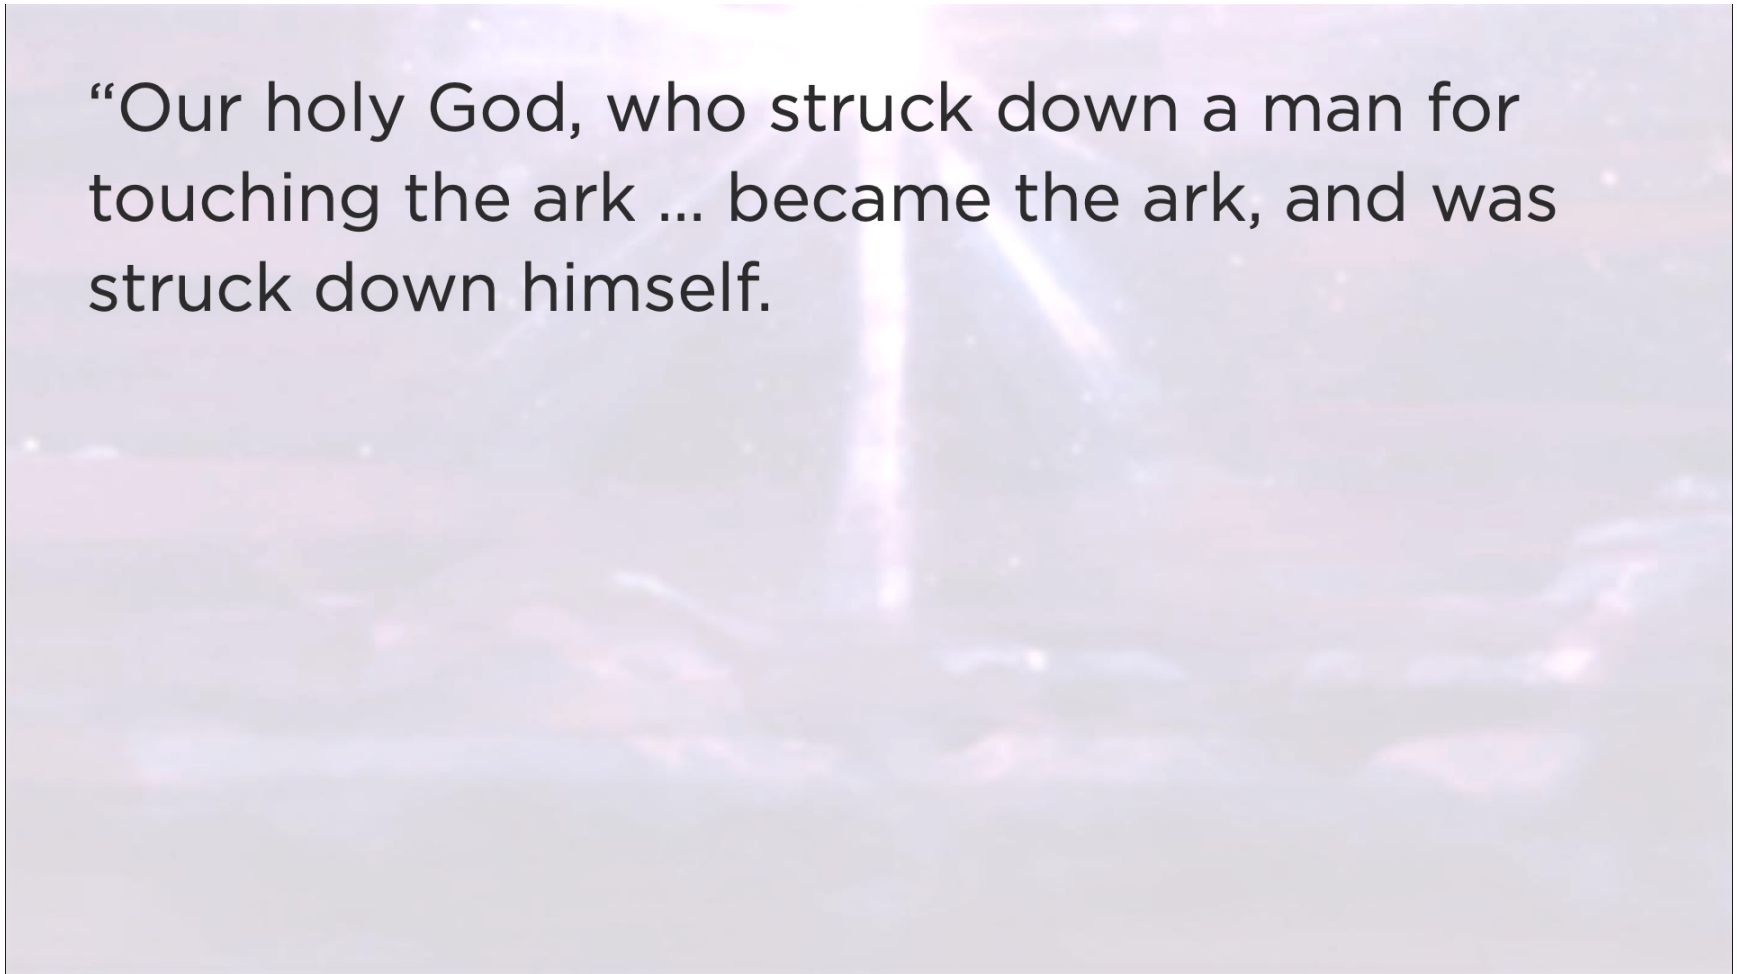 “Our holy God, who struck down a man for
touching the ark ... became the ark, and was
struck down himself.